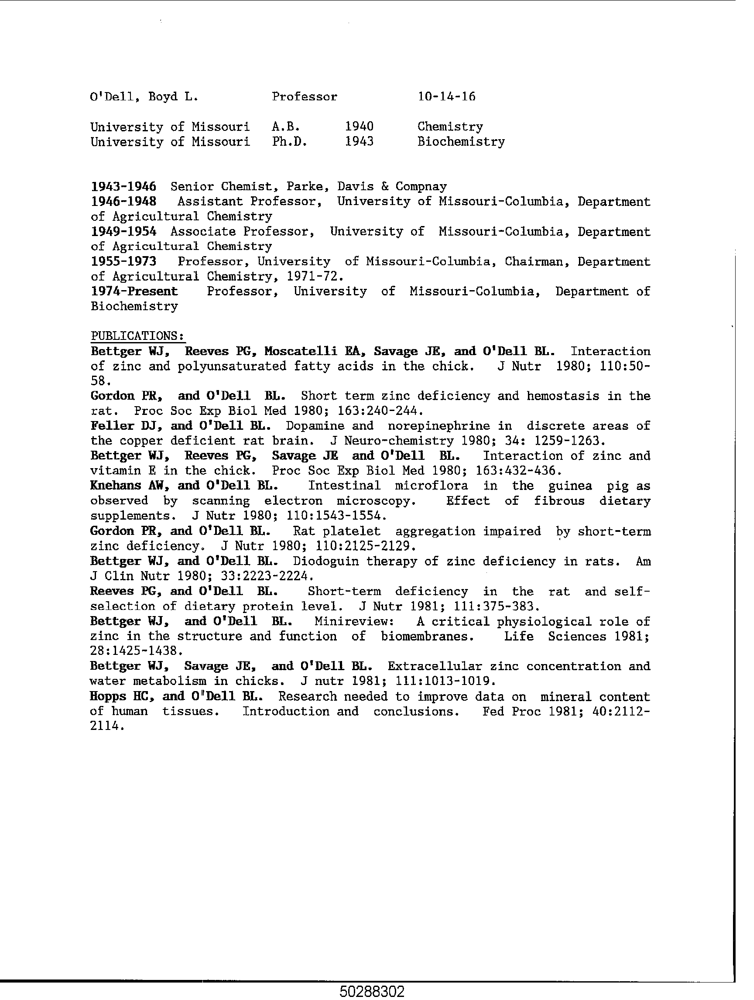 O'Dell, Boyd L. Professor 10-14-16
University of Missouri A.B. 1940 Chemistry
University of Missouri Ph.D. 1943 Biochemistry
1943-1946 Senior Chemist, Parke, Davis & Compnay
1946-1948 Assistant Professor, University of Missouri-Columbia, Department
of Agricultural Chemistry
1949-1954 Associate Professor, University of Missouri-Columbia, Department
of Agricultural Chemistry
1955-1973 Professor, University of Missouri-Columbia, Chairman, Department
of Agricultural Chemistry, 1971-72.
1974-Present Professor, University of Missouri-Columbia, Department of
Biochemistry
PUBLICATIONS:
Bettger WJ, Reeves PG, Moscatelli EA, Savage JE, and O'Dell BL. Interaction
of zinc and polyunsaturated fatty acids in the chick. J Nutr 1980; 110:50-
58.
Gordon PR, and O'Dell BL. Short term zinc deficiency and hemostasis in the
rat. Proc Soc Exp Biol Med 1980; 163:240-244.
Feller DJ, and O'Dell BL. Dopamine and norepinephrine in discrete areas of
the copper deficient rat brain. J Neuro-chemistry 1980; 34: 1259-1263.
Bettger WJ, Reeves PG, Savage JE and O'Dell BL. Interaction of zinc and
vitamin E in the chick. Proc Soc Exp Biol Med 1980; 163:432-436.
Knehans AW, and O'Dell BL. Intestinal microflora in the guinea pig as
observed by scanning electron microscopy. Effect of fibrous dietary
supplements. J Nutr 1980; 110:1543-1554.
Gordon PR, and O'Dell BL. Rat platelet aggregation impaired by short-term
zinc deficiency. J Nutr 1980; 110:2125-2129.
Bettger WJ, and O'Dell BL. Diodoguin therapy of zinc deficiency in rats. Am
J Clin Nutr 1980; 33:2223-2224.
Reeves PG, and O'Dell BL. Short-term deficiency in the rat and self-
selection of dietary protein level. J Nutr 1981; 111:375-383.
Bettger WJ, and O'Dell BL. Minireview: A critical physiological role of
zinc in the structure and function of biomembranes. Life Sciences 1981;
28:1425-1438.
Bettger WJ, Savage JE, and O'Dell BL. Extracellular zinc concentration and
water metabolism in chicks. J nutr 1981; 111:1013-1019.
Hopps HC, and O'Dell BL. Research needed to improve data on mineral content
of human tissues. Introduction and conclusions. Fed Proc 1981; 40:2112-
2114.
50288302